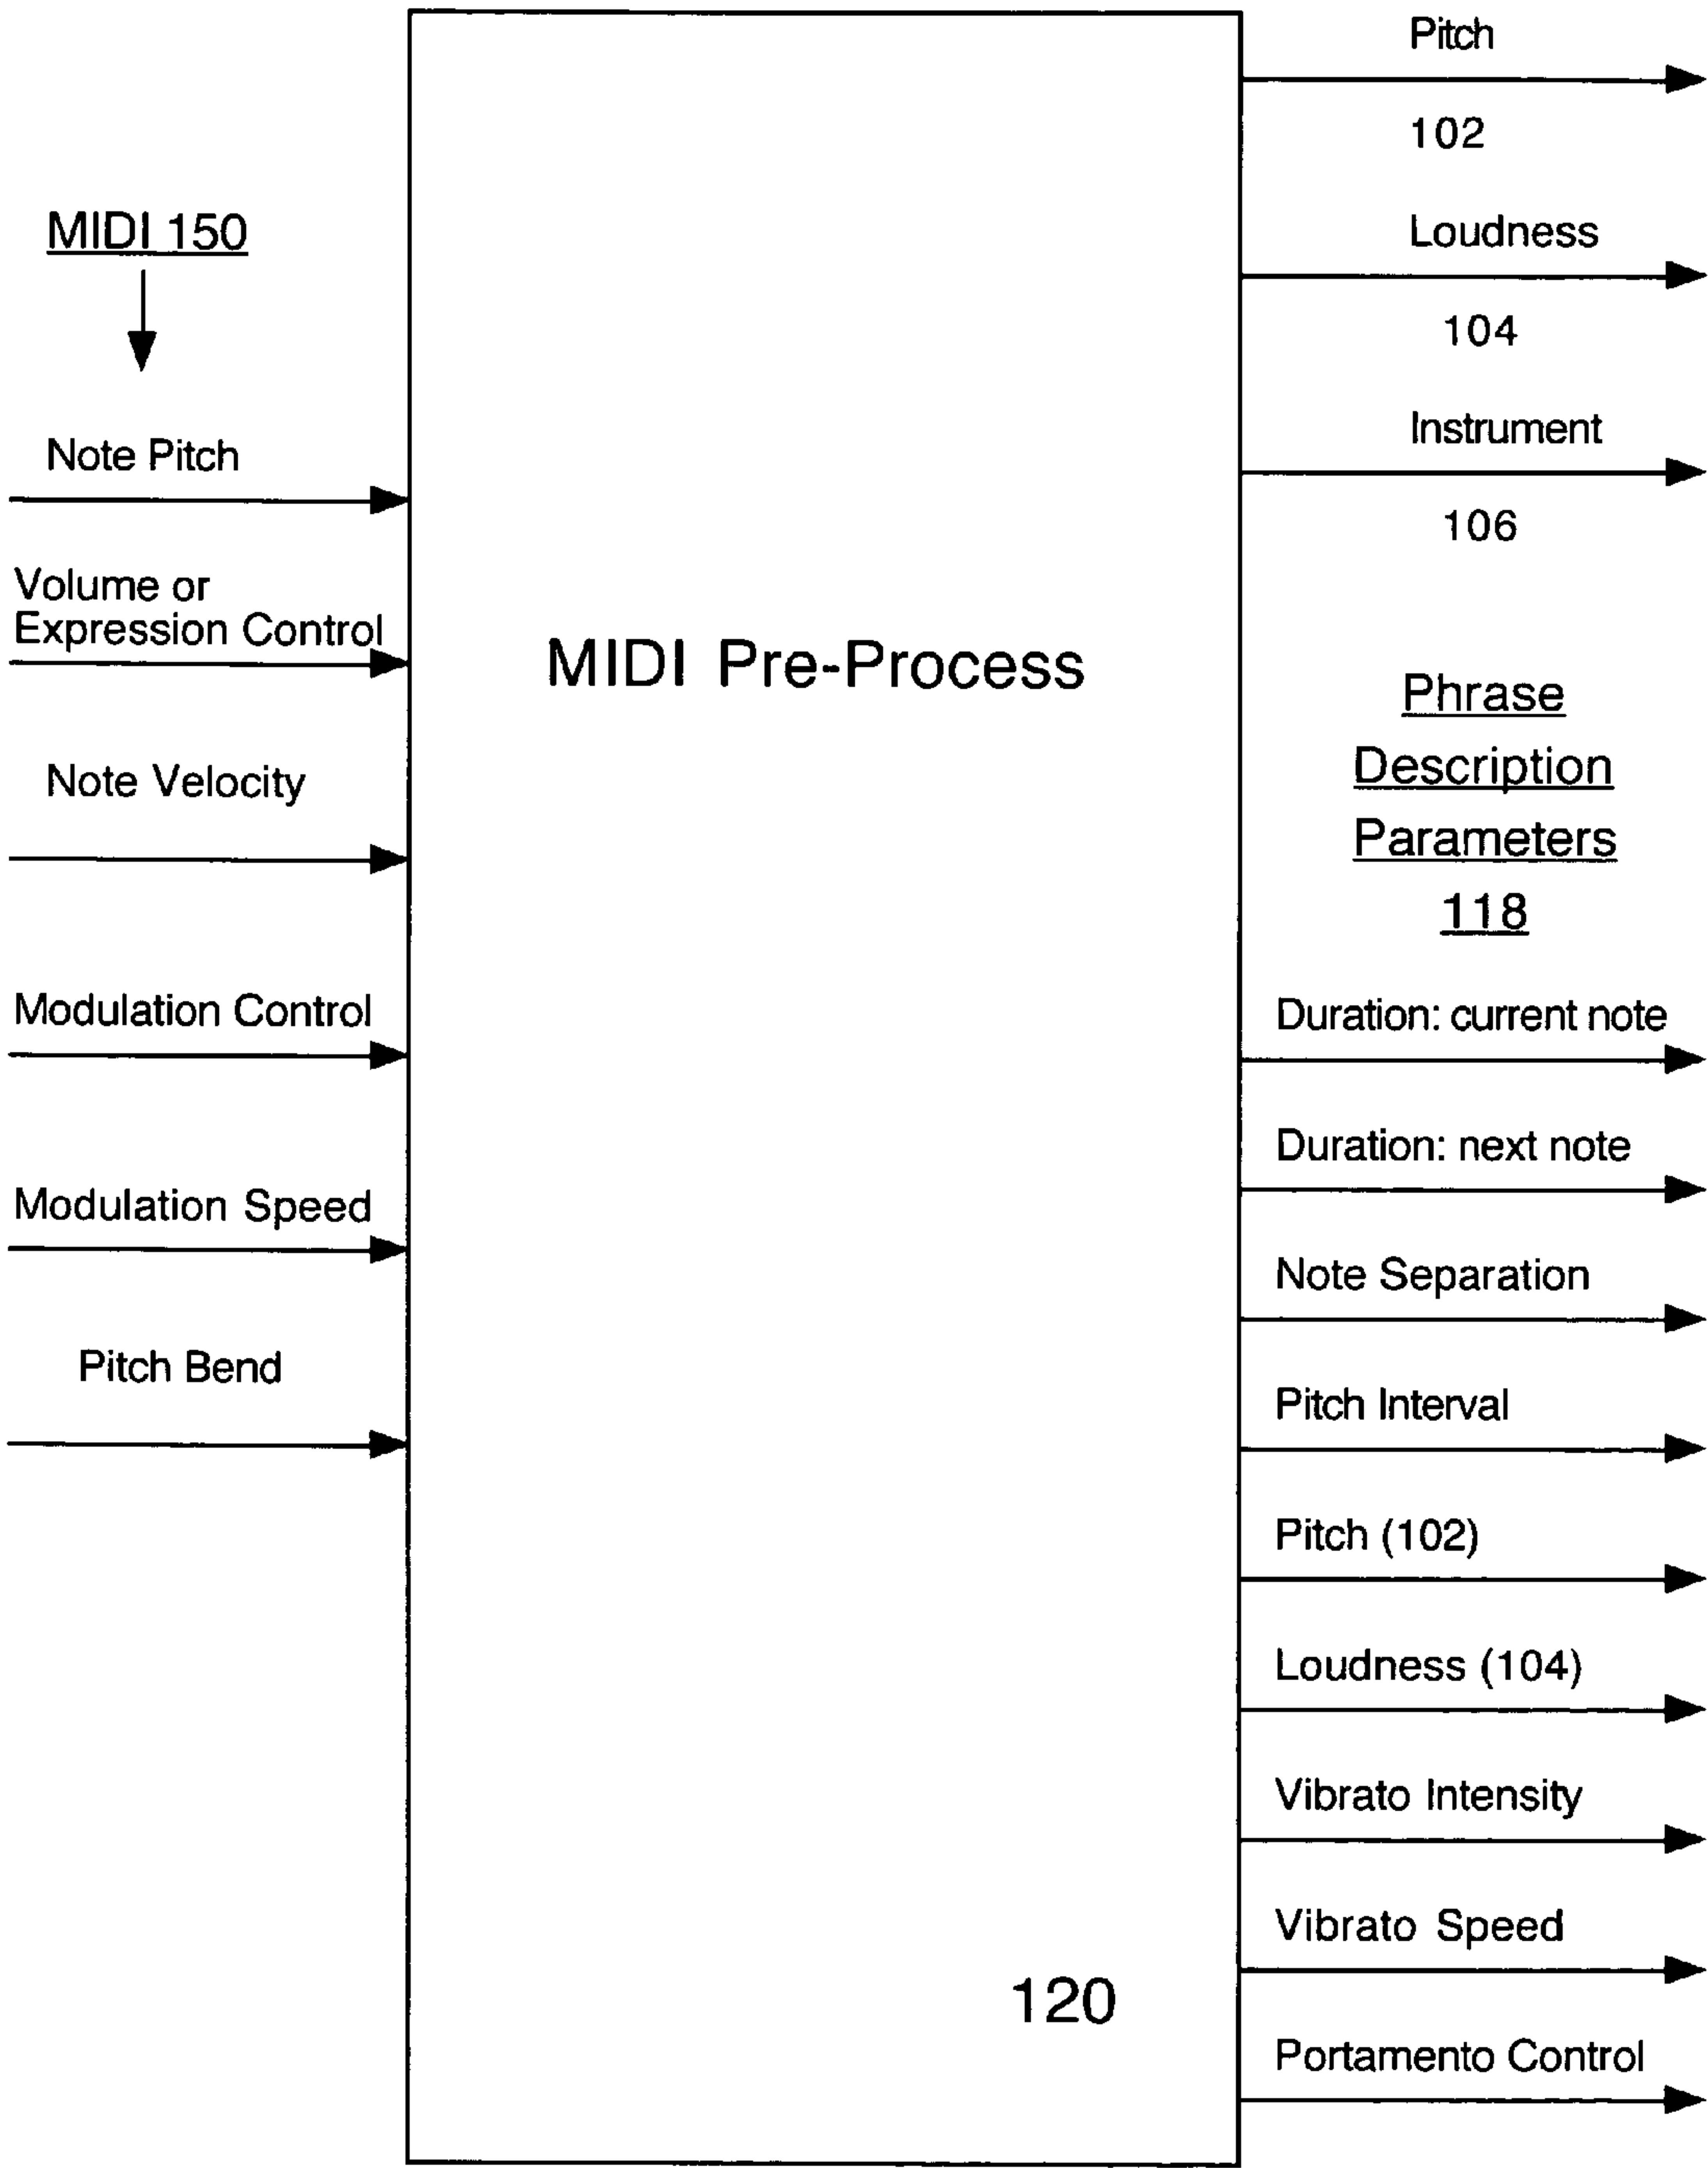 MIDI 150
Note Pitch
Volume or
Expression Control
Note Velocity
Modulation Control
Modulation Speed
Pitch Bend
MIDI Pre-Process
120
Pitch
102
Loudness
104
Instrument
106
Phrase
Description
Parameters
118
Duration: current note
Duration: next note
Note Separation
Pitch Interval
Pitch (102)
Loudness (104)
Vibrato Intensity
Vibrato Speed
Portamento Control